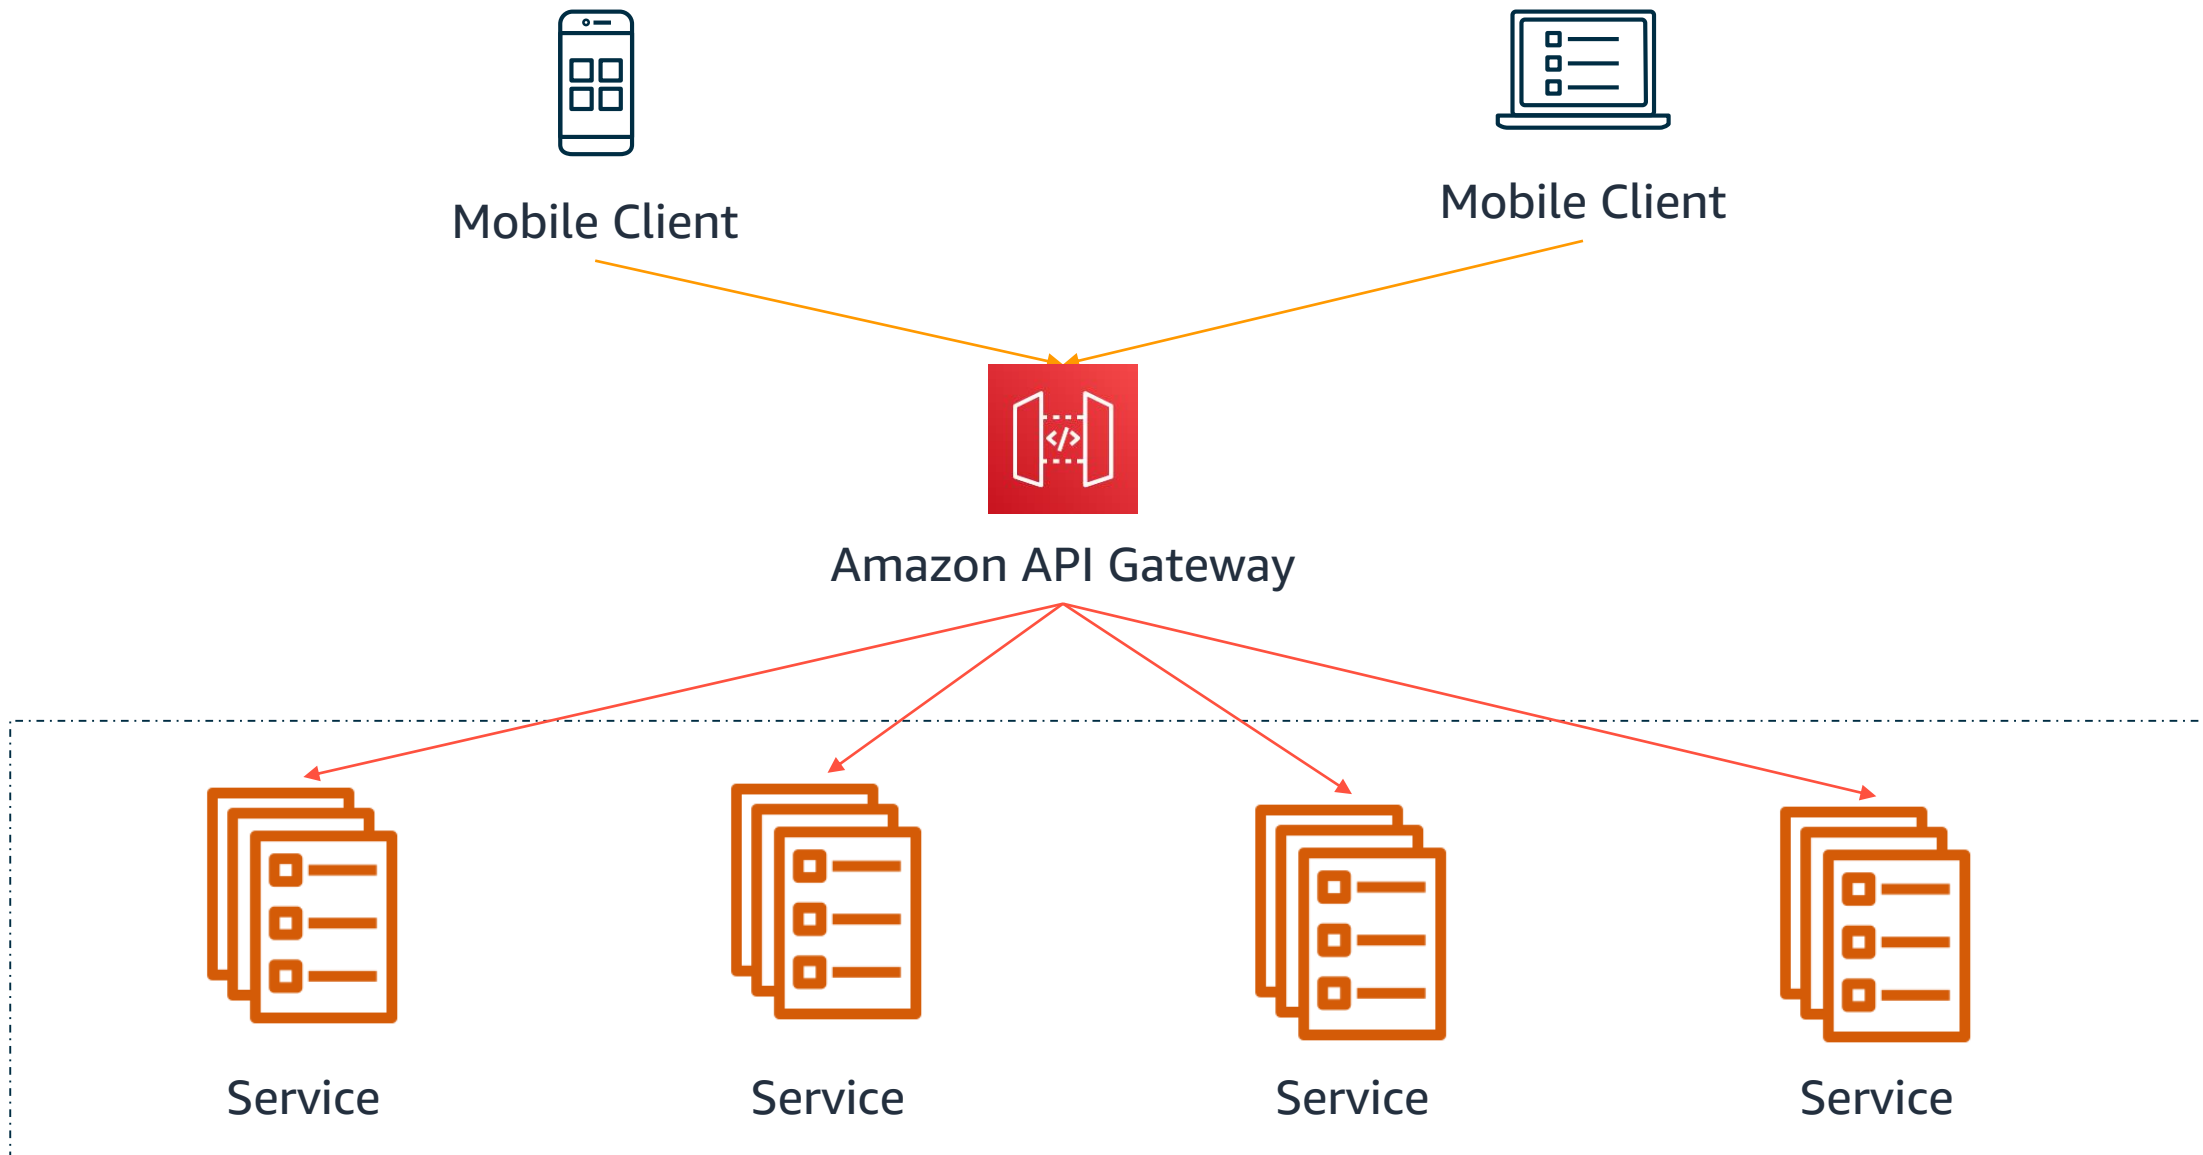 Mobile Client
Mobile Client
</>
Amazon API Gateway
Service
Service
Service
Service